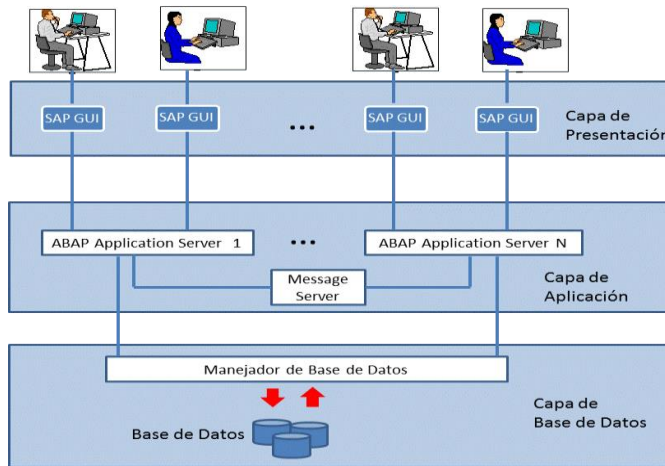 SAP GUI
SAP GUI
...
SAP GUI
SAP GUI
Capa de
Presentación
ABAP Application Server 1
...
ABAP Application Server N
Message
Server
Capa de
Aplicación
Manejador de Base de Datos
Base de Datos
Capa de
Base de Datos